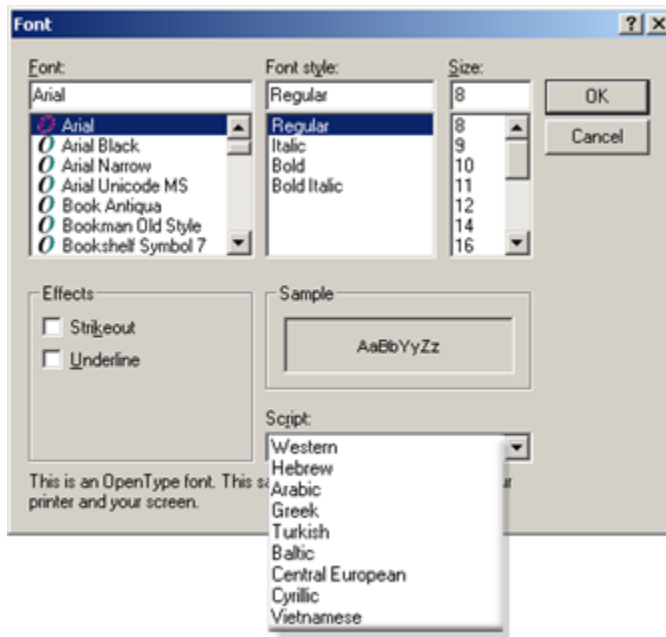 Font
Font:
Arial
Arial
Arial Black
Arial Narrow
Arial Unicode MS
Book Antiqua
Bookman Old Style
Bookshelf Symbol 7
Font style:
Regular
Regular
Italic
Bold
Bold Italic
Size:
8
8
9
10
11
12
14
16
OK
Cancel
Effects
Strikeout
Underline
Sample
AaBbYyZz
Script:
Western
Hebrew
Arabic
Greek
Turkish
Baltic
Central European
Cyrillic
Vietnamese
This is an OpenType font. This
printer and your screen.